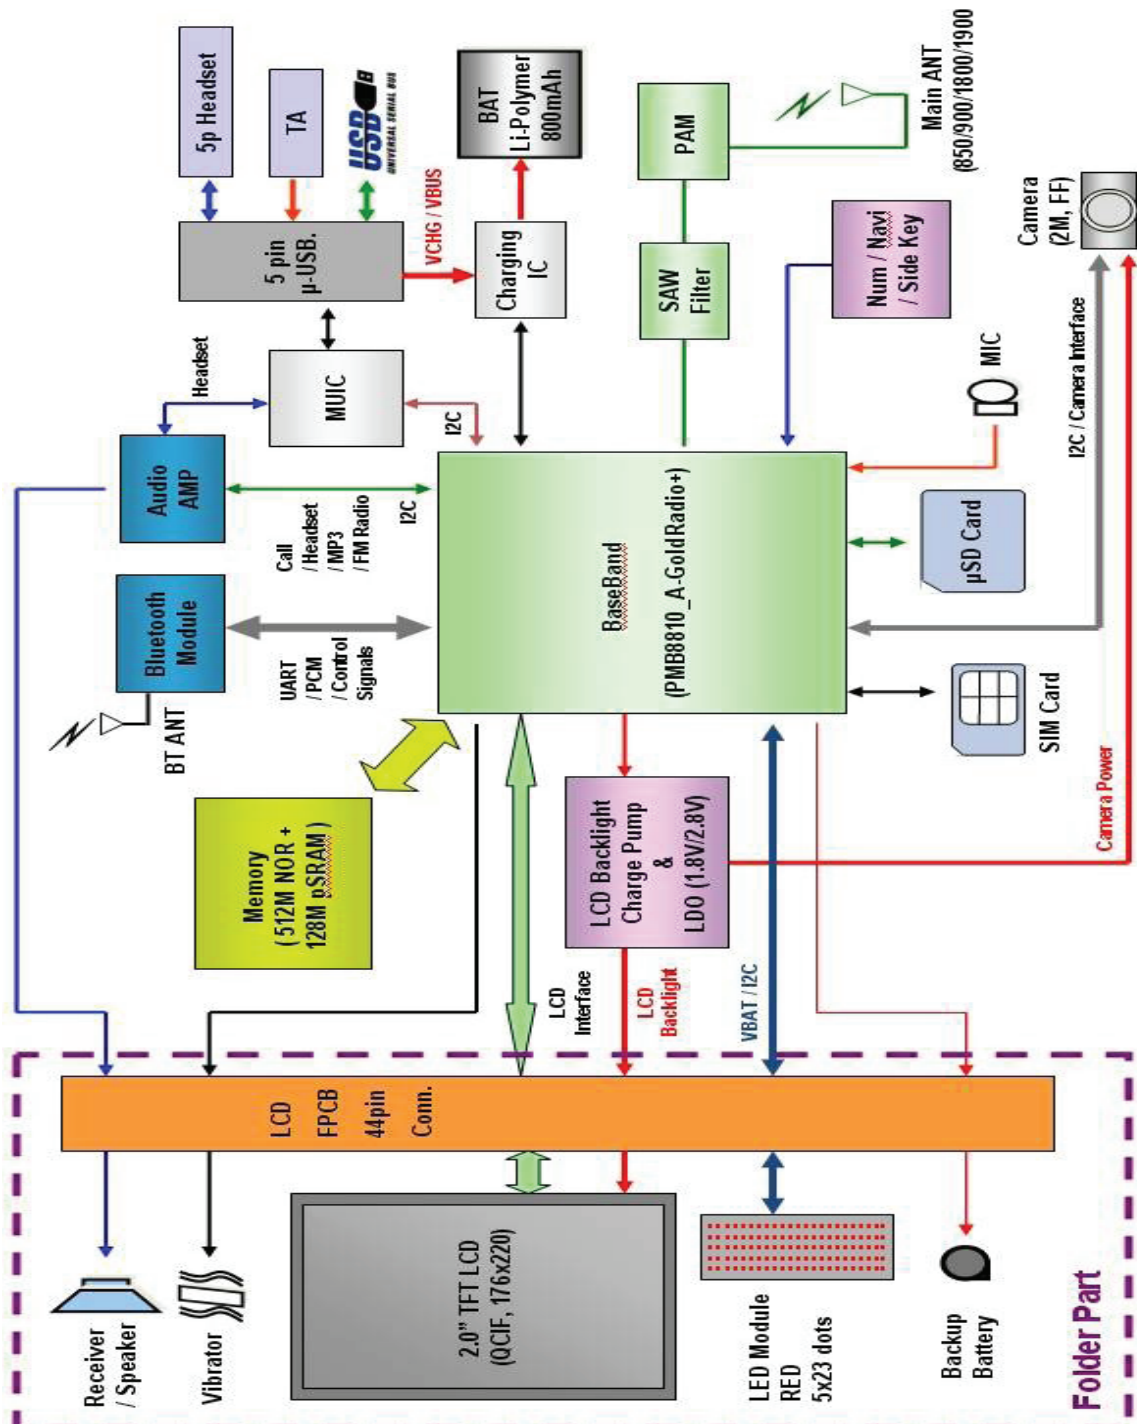 Receiver
/ Speaker
Vibrator
2.0” TFT LCD
(QCIF, 176x220)
LED Module
RED
5x23 dots
Backup
Battery
Folder Part
LCD
FPCB
44pin
Conn.
LCD
Interface
LCD
Backlight
VBAT / I2C
Memory
( 512M NOR +
128M pSRAM )
LCD Backlight
Charge Pump
&
LDO (1.8V/2.8V)
Camera Power
BT ANT
Bluetooth
Module
UART
/ PCM
/ Control
Signals
Audio
AMP
Call
/ Headset
/ MP3
/ FM Radio
I2C
BaseBand
(PMB8810_A-GoldRadio+)
SIM Card
µSD Card
MIC
I2C / Camera Interface
Headset
MUIC
I2C
5 pin
µ-USB.
VCHG / VBUS
Charging
IC
SAW
Filter
Num / Navi
/ Side Key
Camera
(2M, FF)
5p Headset
TA
USB
UNIVERSAL SERIAL BUS
BAT
Li-Polymer
800mAh
PAM
Main ANT
(850/900/1800/1900